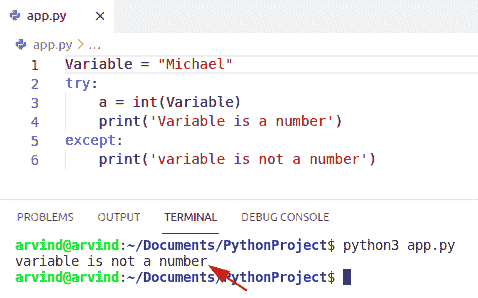 app.py ×
app.py > ...
1 Variable = "Michael"
2 try:
3     a = int(Variable)
4     print('Variable is a number')
5 except:
6     print('variable is not a number')
PROBLEMS OUTPUT TERMINAL DEBUG CONSOLE
arvind@arvind:~/Documents/PythonProject$ python3 app.py
variable is not a number
arvind@arvind:~/Documents/PythonProject$